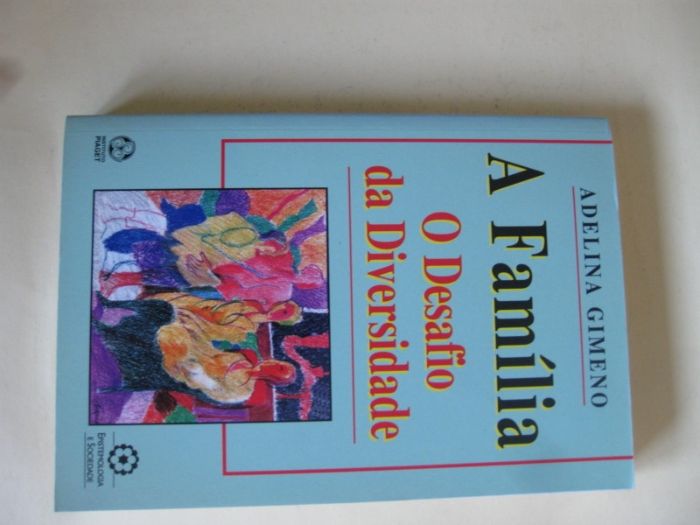 ADELINA GIMENO
A Família
O Desafio
da Diversidade
INSTITUTO
PIAGET
EPISTEMOLOGIA
E SOCIEDADE